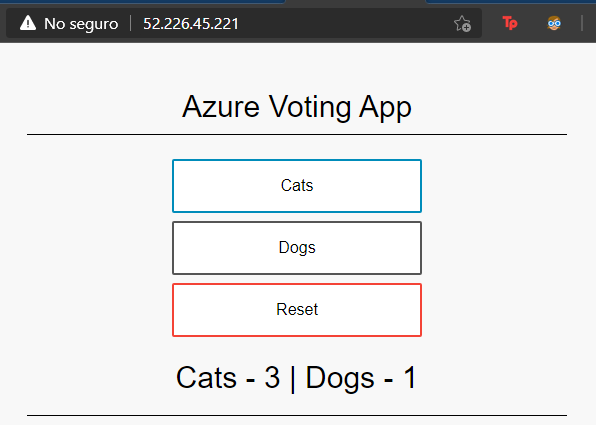 No seguro 52.226.45.221 Tp
Azure Voting App
Cats
Dogs
Reset
Cats - 3 | Dogs - 1